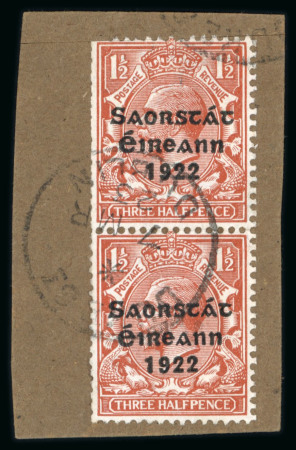 1½ POSTAGE REVENUE 1½
Saorstát
Éireann
1922
THREE HALFPENCE
1½ POSTAGE REVENUE 1½
Saorstát
Éireann
1922
THREE HALFPENCE